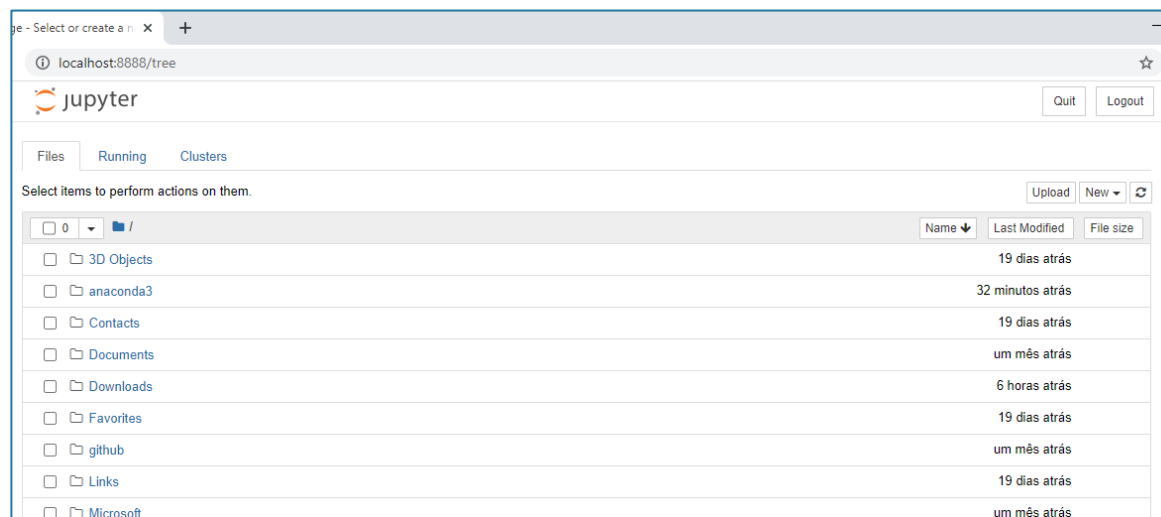 ge - Select or create a n
localhost:8888/tree
jupyter
Quit Logout
Files Running Clusters
Select items to perform actions on them.
Upload New
0 / Name Last Modified File size
3D Objects 19 dias atrás
anaconda3 32 minutos atrás
Contacts 19 dias atrás
Documents um mês atrás
Downloads 6 horas atrás
Favorites 19 dias atrás
github um mês atrás
Links 19 dias atrás
Microsoft um mês atrás